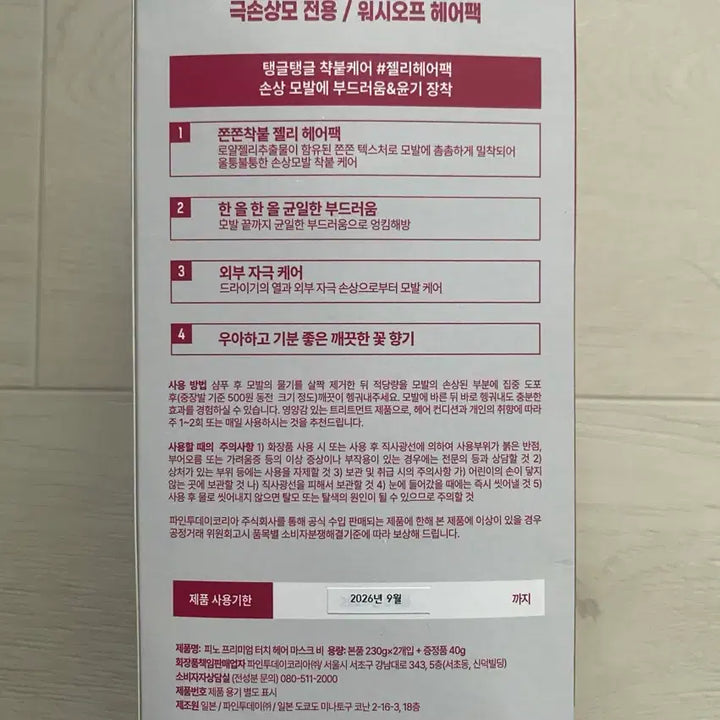 극손상모 전용 / 워시오프 헤어팩
탱글탱글 챡붙케어 #젤리헤어팩
손상 모발에 부드러움&윤기 장착
1 쫀쫀챡붙 젤리 헤어팩
로얄젤리추출물이 함유된 쫀쫀 텍스처로 모발에 촘촘하게 밀착되어
울퉁불퉁한 손상모발 챡붙 케어
2 한 올 한 올 균일한 부드러움
모발 끝까지 균일한 부드러움으로 엉킴해방
3 외부 자극 케어
드라이기의 열과 외부 자극 손상으로부터 모발 케어
4 우아하고 기분 좋은 깨끗한 꽃 향기
사용 방법 샴푸 후 모발의 물기를 살짝 제거한 뒤 적당량을 모발의 손상된 부분에 집중 도포
후(중장발 기준 500원 동전 크기 정도)깨끗이 헹궈내주세요. 모발에 바른 뒤 바로 헹궈내도 충분한
효과를 경험하실 수 있습니다. 영양감 있는 트리트먼트 제품으로, 헤어 컨디션과 개인의 취향에 따라
주 1~2회 또는 매일 사용하시는 것을 추천드립니다.
사용할 때의 주의사항 1) 화장품 사용 시 또는 사용 후 직사광선에 의하여 사용부위가 붉은 반점,
부어오름 또는 가려움증 등의 이상 증상이나 부작용이 있는 경우에는 전문의 등과 상담할 것 2)
상처가 있는 부위 등에는 사용을 자제할 것 3) 보관 및 취급 시의 주의사항 가) 어린이의 손이 닿지
않는 곳에 보관할 것 나) 직사광선을 피해서 보관할 것 4) 눈에 들어갔을 때에는 즉시 씻어낼 것 5)
사용 후 물로 씻어내지 않으면 탈모 또는 탈색의 원인이 될 수 있으므로 주의할 것
파인투데이코리아 주식회사를 통해 공식 수입 판매되는 제품에 한해 본 제품에 이상이 있을 경우
공정거래 위원회고시 품목별 소비자분쟁해결기준에 따라 보상해 드립니다.
제품 사용기한 2026년 9월 까지
제품명: 피노 프리미엄 터치 헤어 마스크 비 용량: 본품 230g×2개입 + 증정품 40g
화장품책임판매업자 파인투데이코리아㈜/ 서울시 서초구 강남대로 343, 5층(서초동, 신덕빌딩)
소비자상담실 (전성분 문의) 080-511-2000
제품번호 제품 용기 별도 표시
제조원 일본 / 파인투데이㈜ / 일본 도쿄도 미나토구 코난 2-16-3, 18층